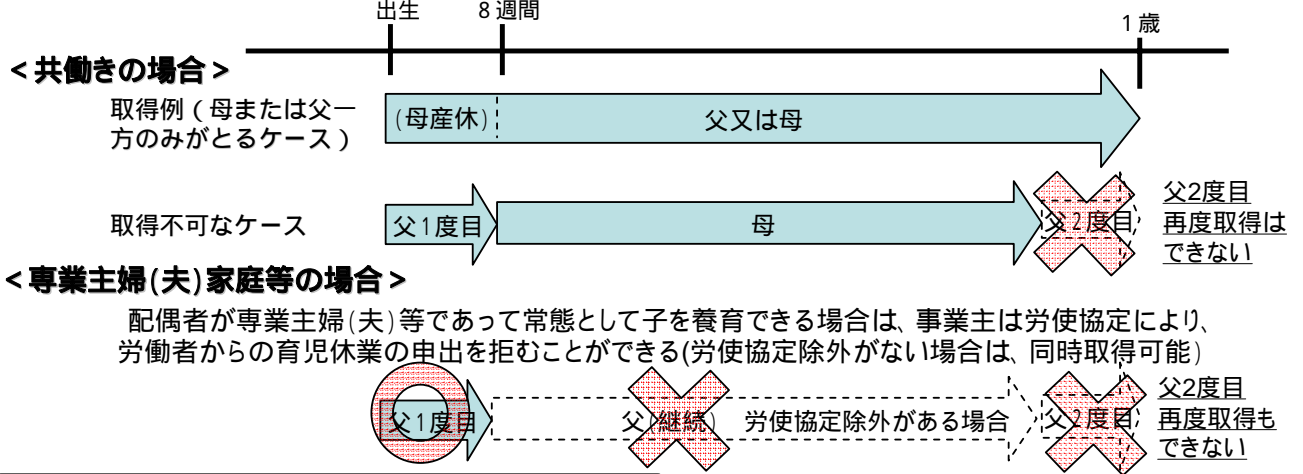 出生
8週間
1歳
<共働きの場合>
取得例(母または父一
方のみがとるケース)
(母産休)
父又は母
取得不可なケース
父1度目
母
父2度目
父2度目
再度取得は
できない
<専業主婦(夫)家庭等の場合>
配偶者が専業主婦(夫)等であって常態として子を養育できる場合は、事業主は労使協定により、
労働者からの育児休業の申出を拒むことができる(労使協定除外がない場合は、同時取得可能)
父1度目
父(継続)
労使協定除外がある場合
父2度目
父2度目
再度取得も
できない